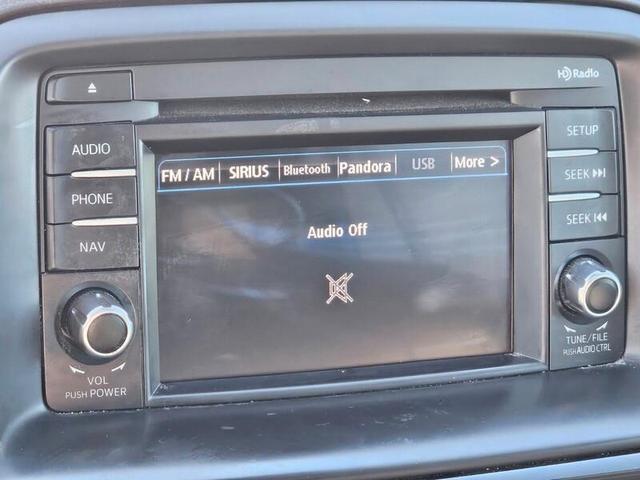 HD Radio
AUDIO
PHONE
NAV
VOL
PUSH POWER
FM / AM SIRIUS Bluetooth Pandora USB More >
Audio Off
SETUP
SEEK
SEEK
TUNE/FILE
PUSH AUDIO CTRL